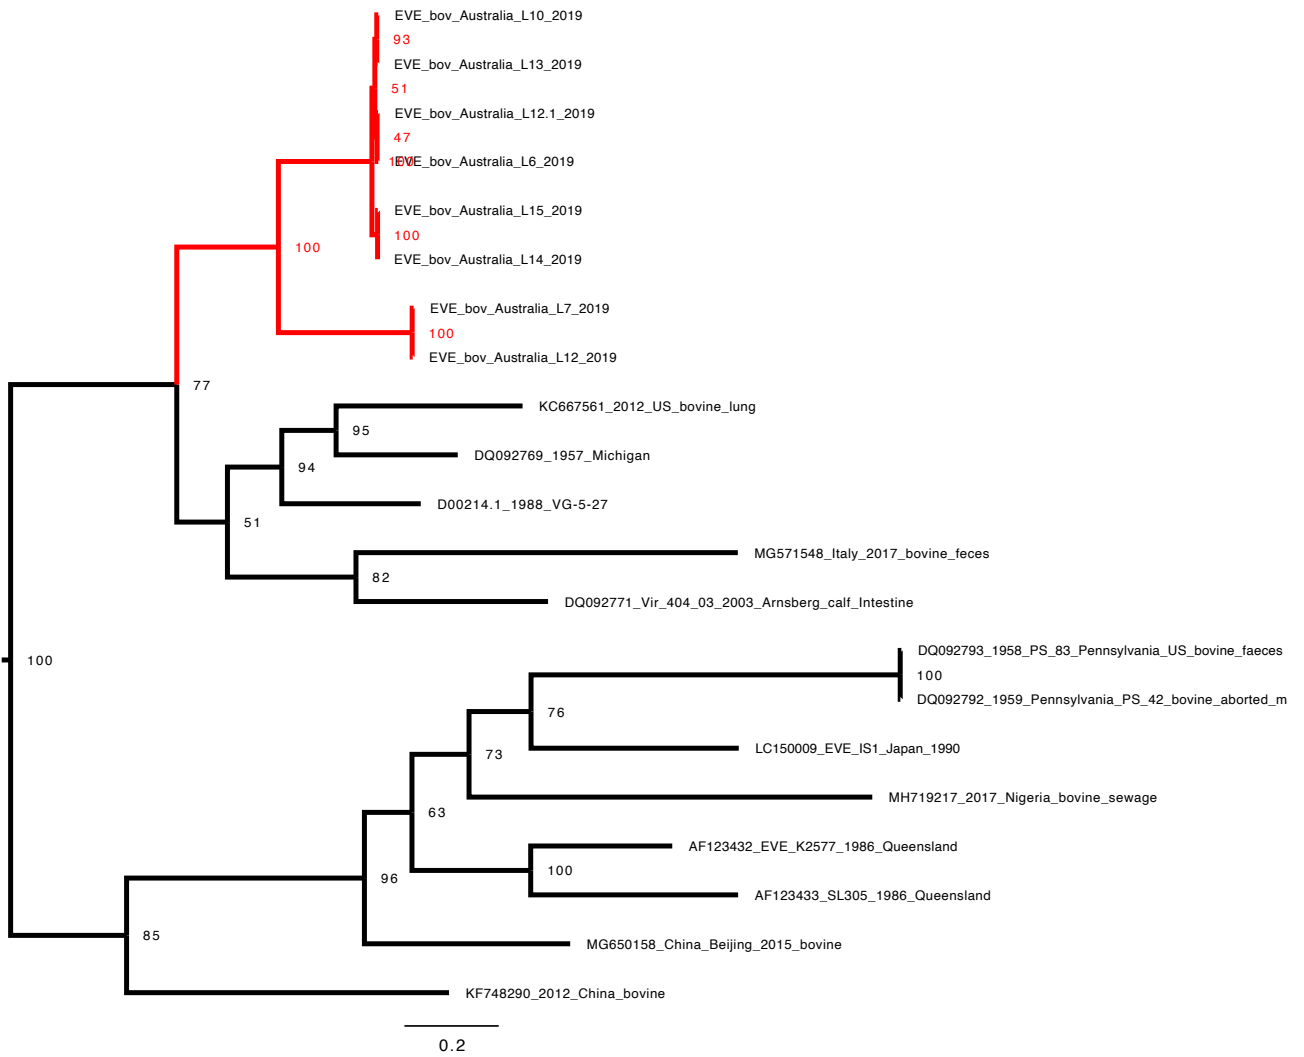 EVE_bov_Australia_L10_2019
93
EVE_bov_Australia_L13_2019
51
EVE_bov_Australia_L12.1_2019
47
100
EVE_bov_Australia_L6_2019
EVE_bov_Australia_L15_2019
100
EVE_bov_Australia_L14_2019
100
EVE_bov_Australia_L7_2019
100
EVE_bov_Australia_L12_2019
77
KC667561_2012_US_bovine_lung
95
DQ092769_1957_Michigan
94
D00214.1_1988_VG-5-27
51
MG571548_Italy_2017_bovine_feces
82
DQ092771_Vir_404_03_2003_Arnsberg_calf_Intestine
100
DQ092793_1958_PS_83_Pennsylvania_US_bovine_faeces
100
DQ092792_1959_Pennsylvania_PS_42_bovine_aborted_m
76
LC150009_EVE_IS1_Japan_1990
73
MH719217_2017_Nigeria_bovine_sewage
63
AF123432_EVE_K2577_1986_Queensland
100
AF123433_SL305_1986_Queensland
96
MG650158_China_Beijing_2015_bovine
85
KF748290_2012_China_bovine
0.2